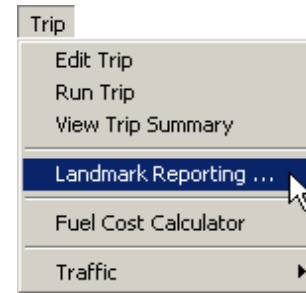 Trip
Edit Trip
Run Trip
View Trip Summary
Landmark Reporting ...
Fuel Cost Calculator
Traffic